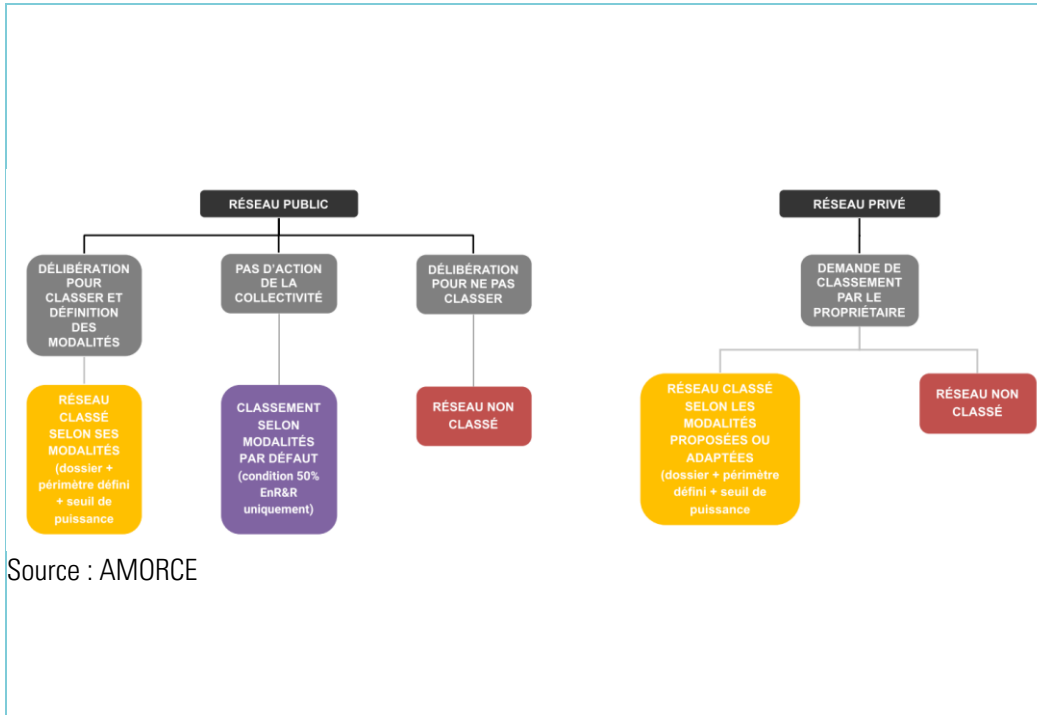 RÉSEAU PUBLIC
DÉLIBÉRATION
POUR
CLASSER ET
DÉFINITION
DES
MODALITÉS
PAS D'ACTION
DE LA
COLLECTIVITÉ
DÉLIBÉRATION
POUR NE PAS
CLASSER
RÉSEAU
CLASSÉ
SELON SES
MODALITÉS
(dossier +
périmètre défini
+ seuil de
puissance
CLASSEMENT
SELON
MODALITÉS
PAR DÉFAUT
(condition 50%
EnR&R
uniquement)
RÉSEAU NON
CLASSÉ
RÉSEAU PRIVÉ
DEMANDE DE
CLASSEMENT
PAR LE
PROPRIÉTAIRE
RÉSEAU CLASSÉ
SELON LES
MODALITÉS
PROPOSÉES OU
ADAPTÉES
(dossier + périmètre
défini + seuil de
puissance
RÉSEAU NON
CLASSÉ
Source : AMORCE